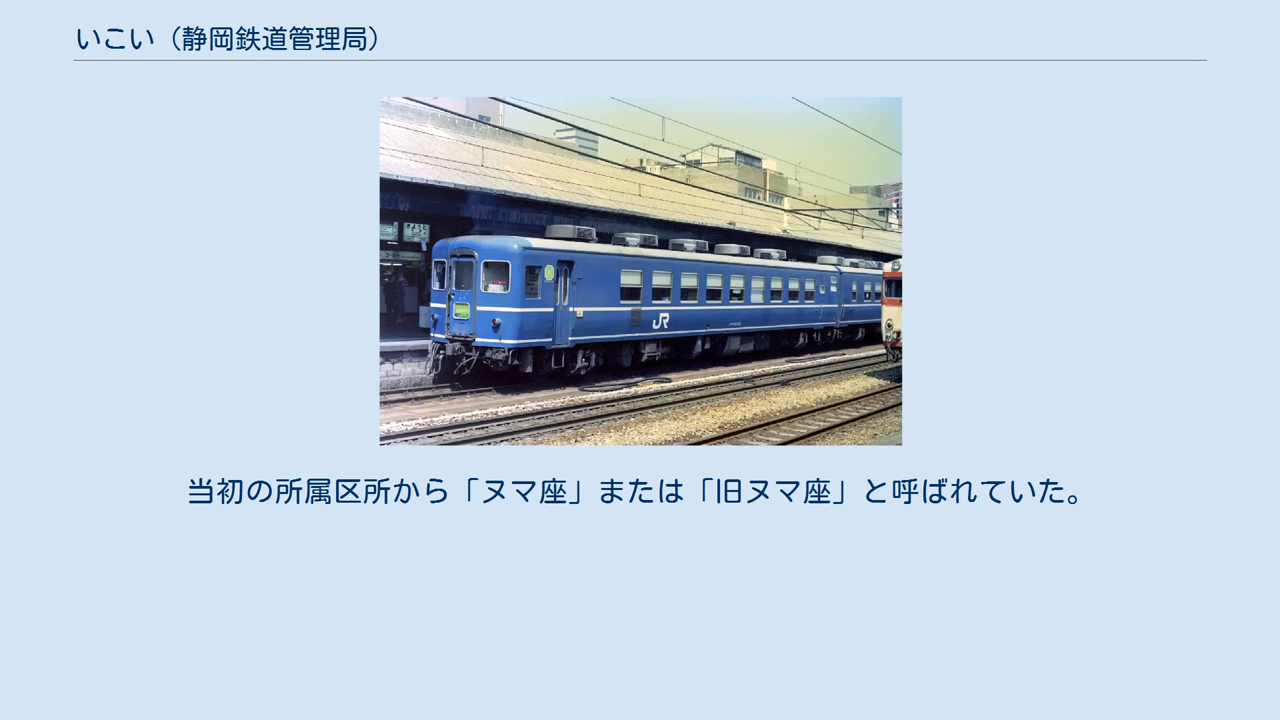 いこい（静岡鉄道管理局）
JR
当初の所属区所から「ヌマ座」または「旧ヌマ座」と呼ばれていた。